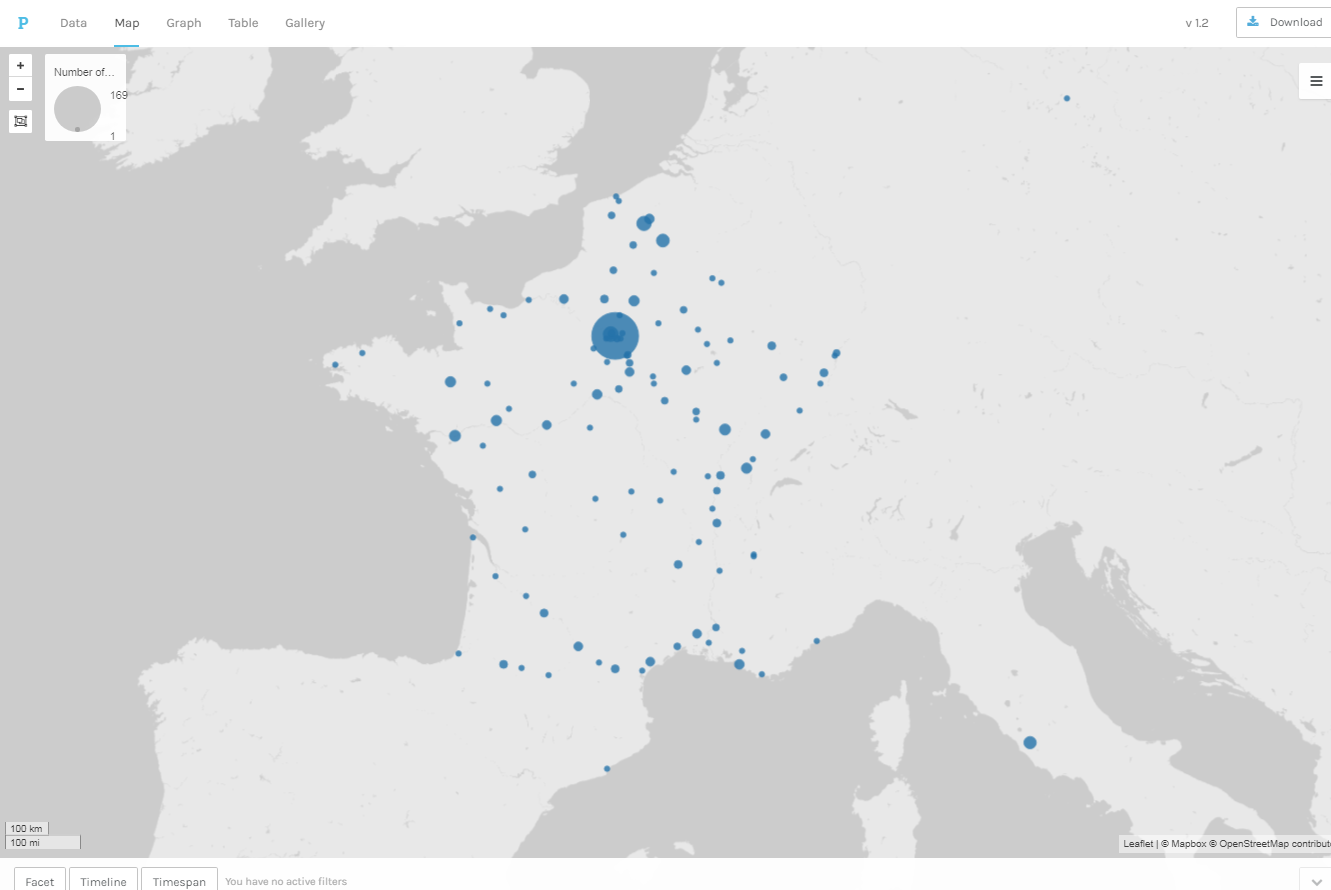 P Data Map Graph Table Gallery v 1.2 Download
+
−
Number of...
169
1
100 km
100 mi
Leaflet | © Mapbox © OpenStreetMap contribut
Facet Timeline Timespan You have no active filters